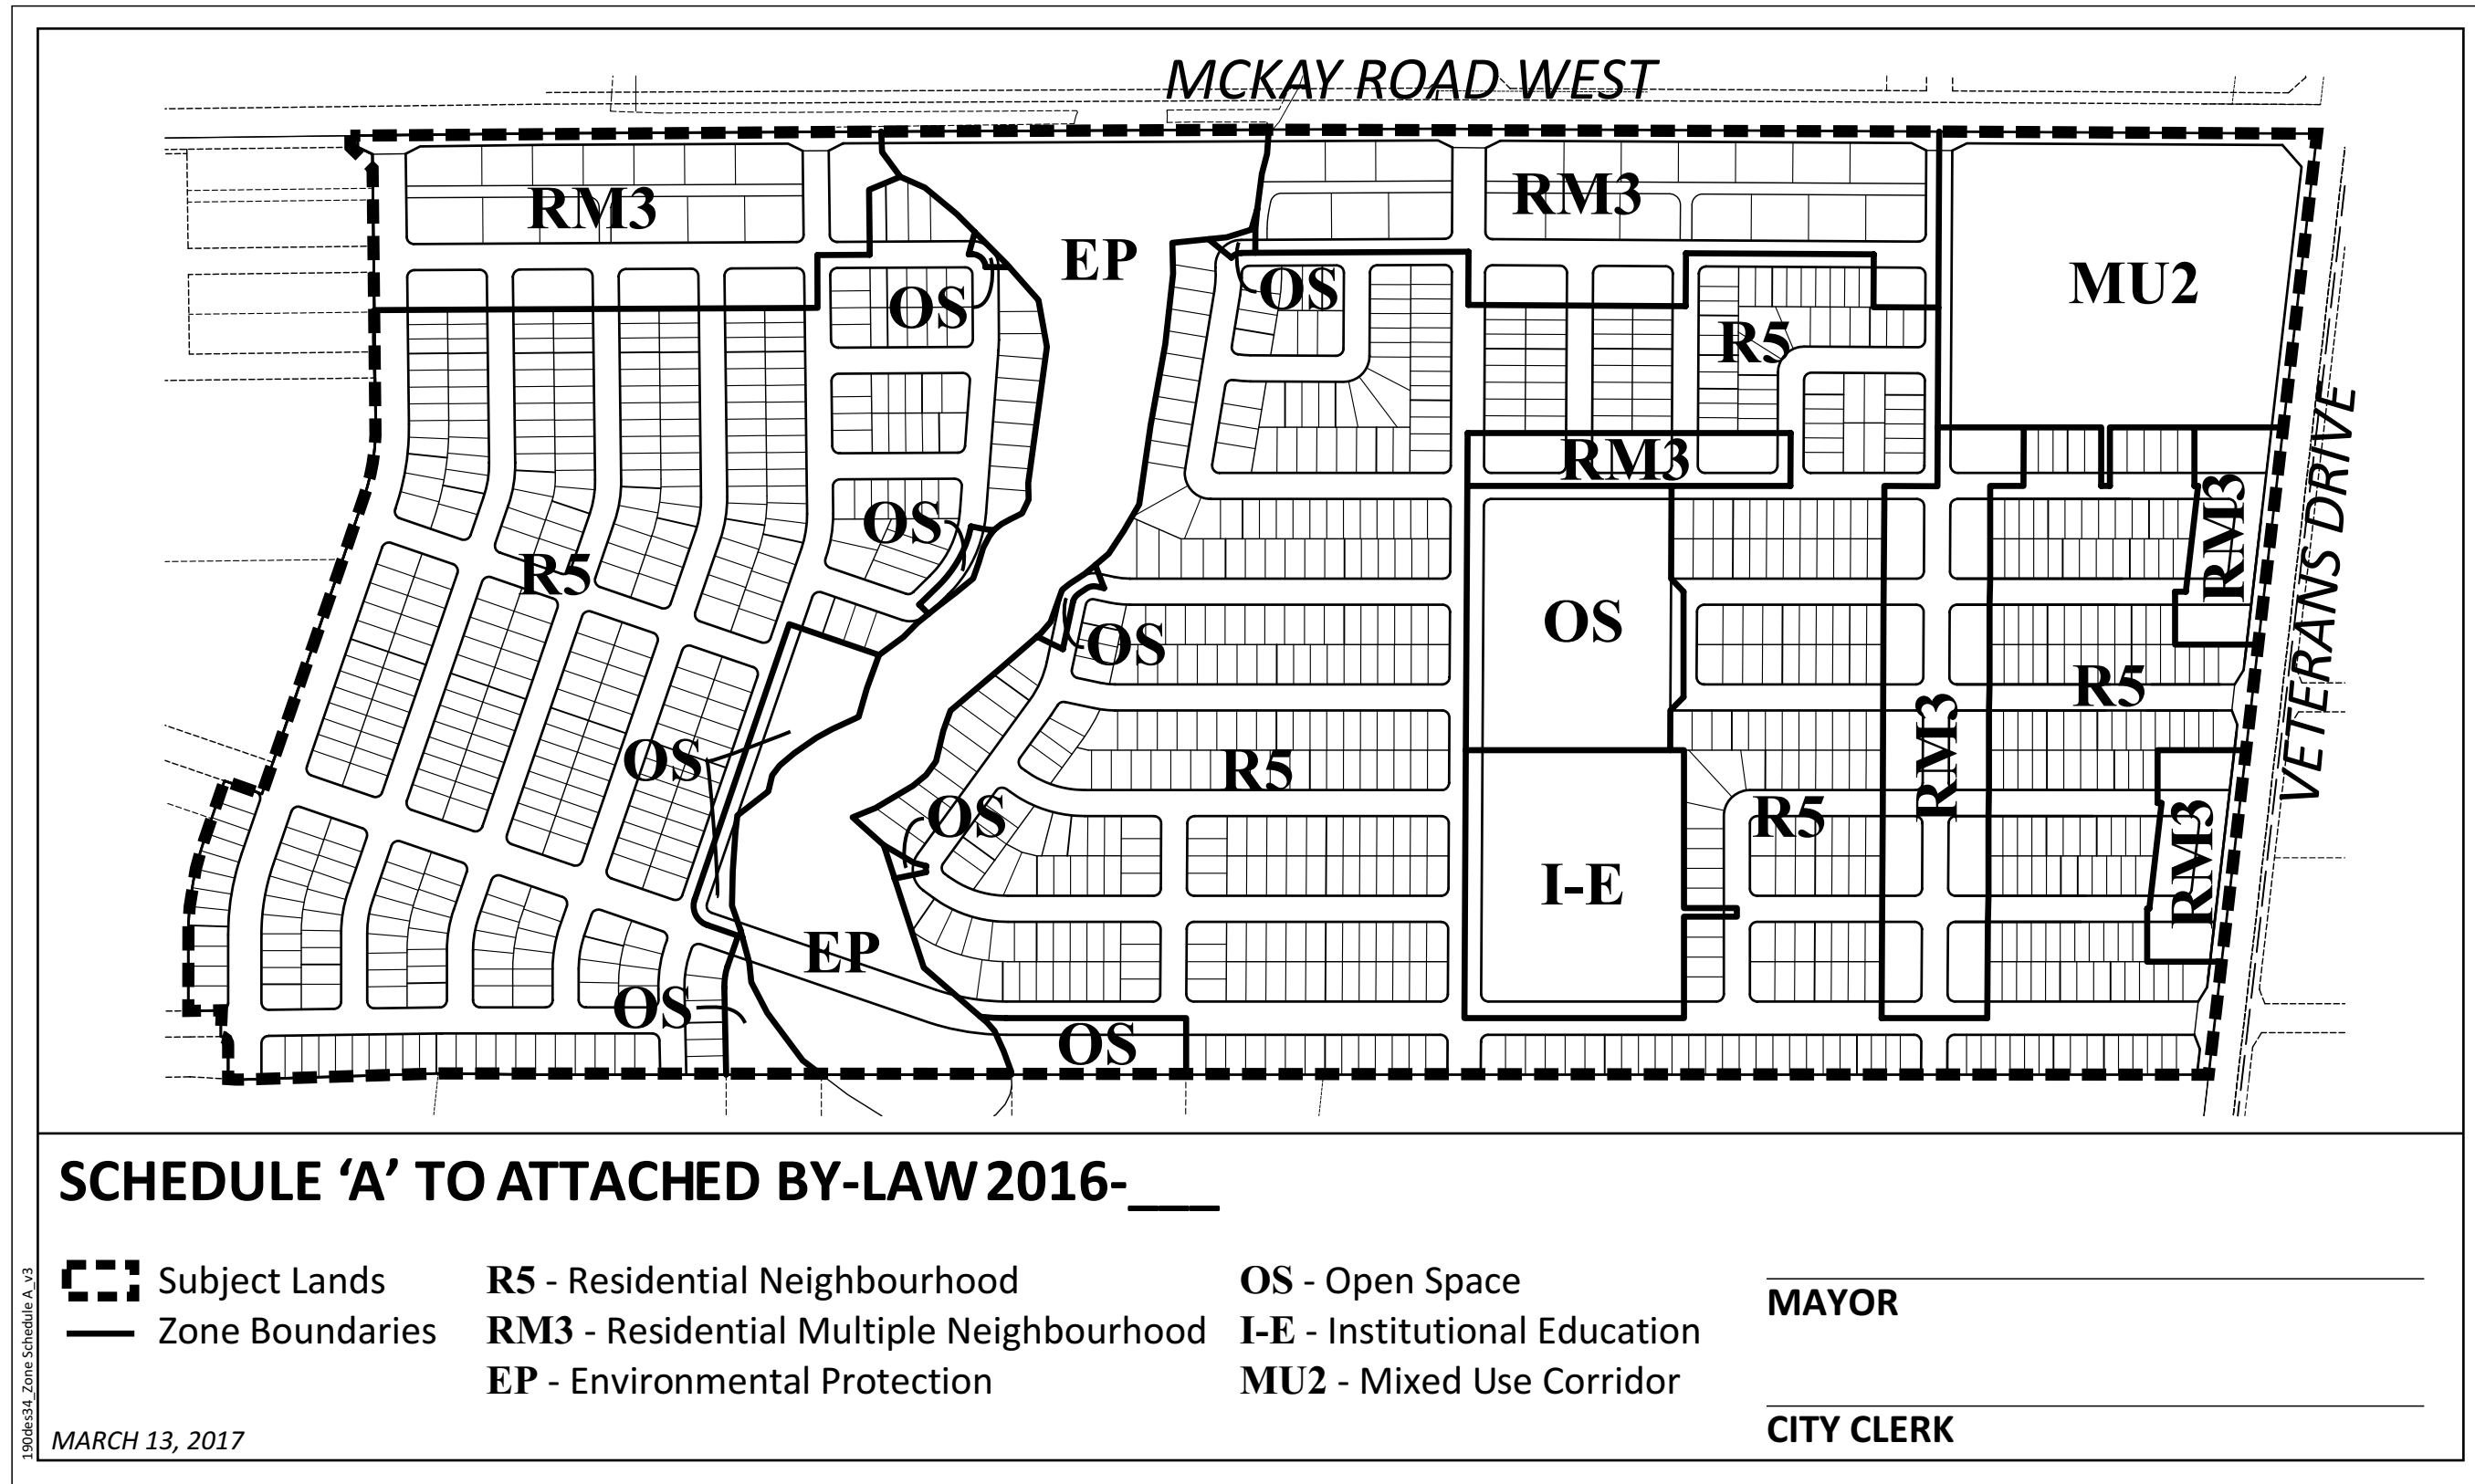 MCKAY ROAD WEST
RM3
RM3
EP
OS
OS
MU2
R5
RM3
OS
RM3
VETERANS DRIVE
R5
OS
OS
R5
OS
R5
RM3
OS
R5
R5
I-E
RM3
EP
OS
OS
SCHEDULE ‘A’ TO ATTACHED BY-LAW 2016-___
Subject Lands
Zone Boundaries
R5 - Residential Neighbourhood
RM3 - Residential Multiple Neighbourhood
EP - Environmental Protection
OS - Open Space
I-E - Institutional Education
MU2 - Mixed Use Corridor
MAYOR
CITY CLERK
MARCH 13, 2017
190des34_Zone Schedule A_v3